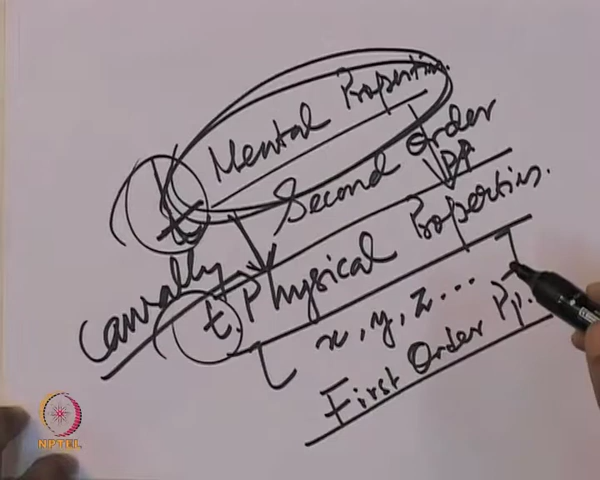 t Mental Properties.
Second Order
PP
Causally
t. Physical Properties.
x, y, z...
First Order Pp.
NPTEL